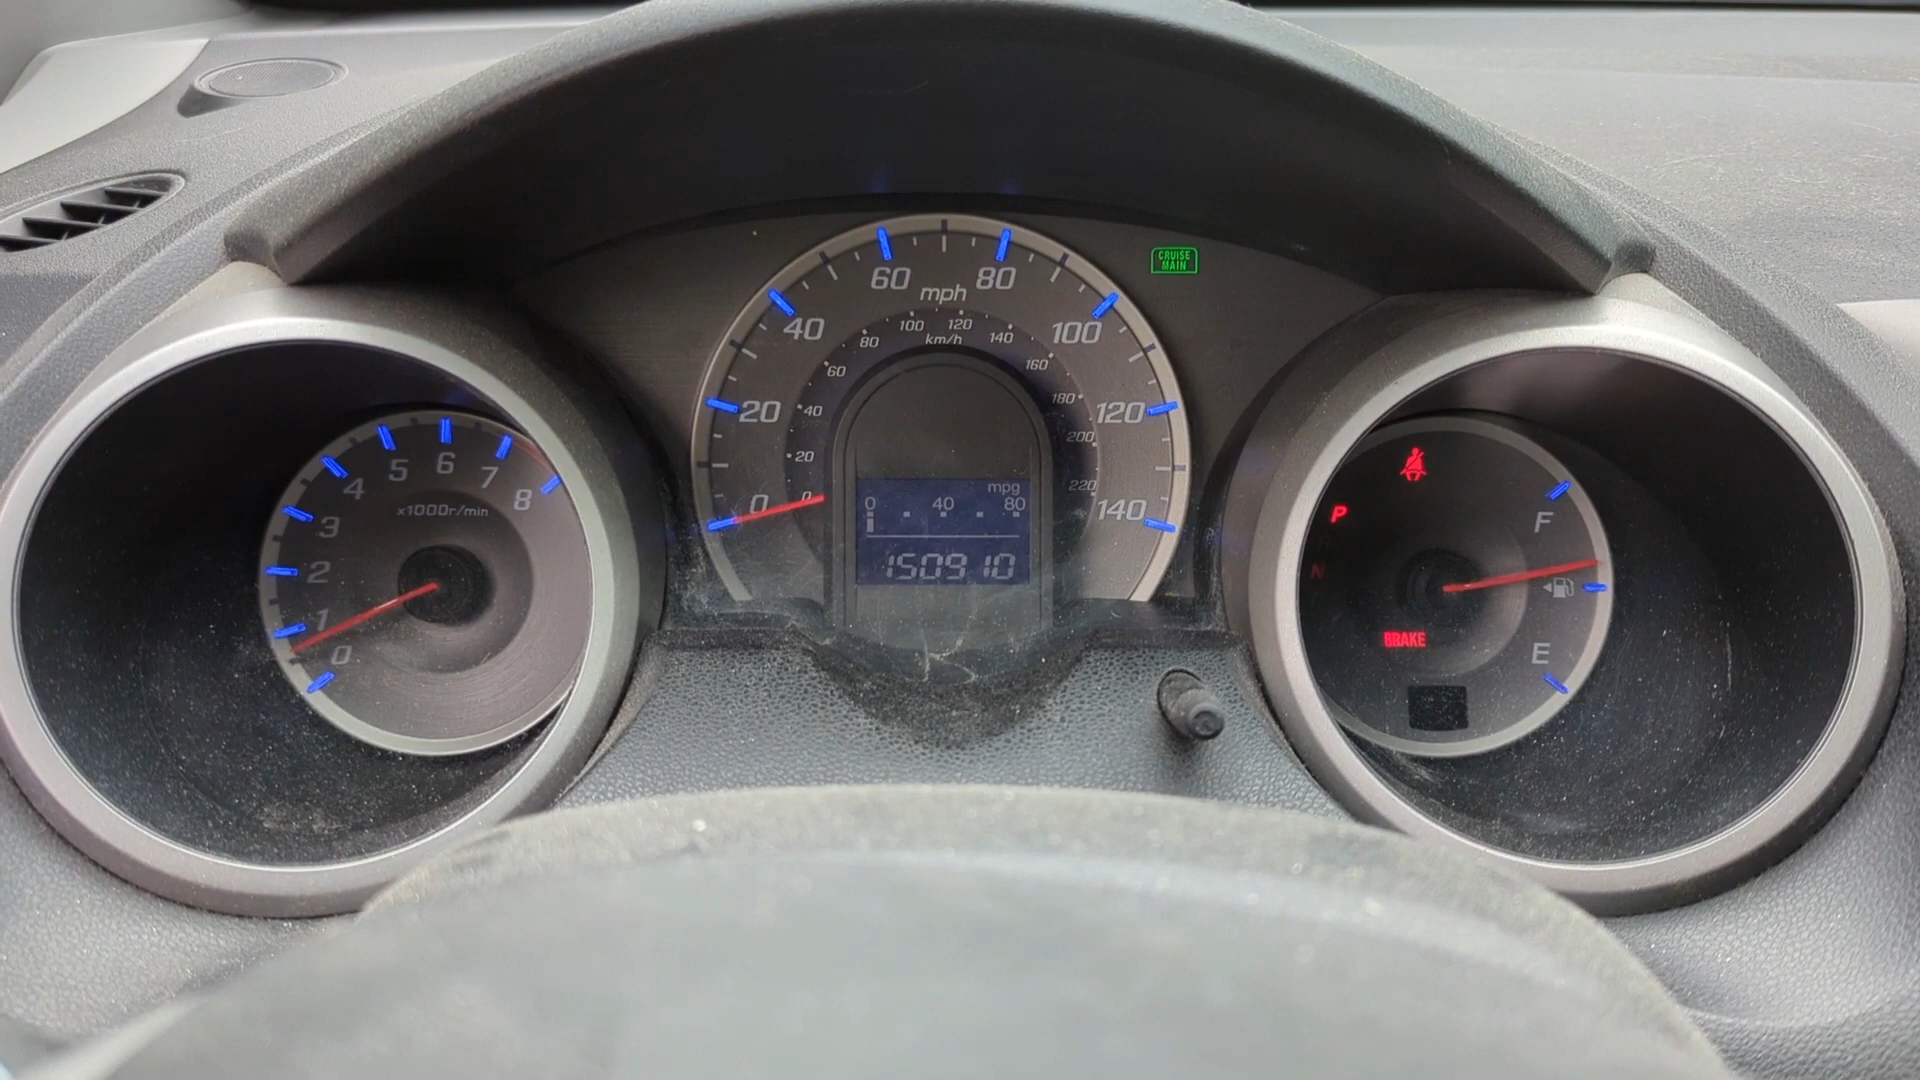 CRUISE
MAIN
60 80
mph
40 100
100 120
80 km/h 140
60 160
20 40 180 120
200
20 220
0 0 140
mpg
0 40 80
150910
5 6 7
4 8
x1000r/min
3
2
1
0
P
N
F
BRAKE
E